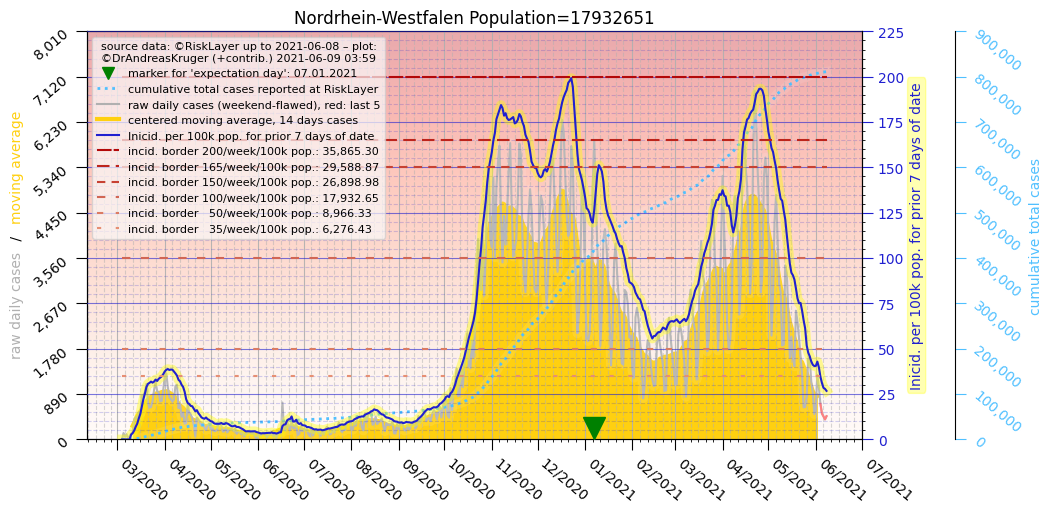 Nordrhein-Westfalen Population=17932651
source data: ©RiskLayer up to 2021-06-08 – plot:
©DrAndreasKruger (+contrib.) 2021-06-09 03:59
marker for 'expectation day': 07.01.2021
cumulative total cases reported at RiskLayer
raw daily cases (weekend-flawed), red: last 5
centered moving average, 14 days cases
Inicid. per 100k pop. for prior 7 days of date
incid. border 200/week/100k pop.: 35,865.30
incid. border 165/week/100k pop.: 29,588.87
incid. border 150/week/100k pop.: 26,898.98
incid. border 100/week/100k pop.: 17,932.65
incid. border   50/week/100k pop.: 8,966.33
incid. border   35/week/100k pop.: 6,276.43
raw daily cases   /   moving average
8,010
7,120
6,230
5,340
4,450
3,560
2,670
1,780
890
0
03/2020
04/2020
05/2020
06/2020
07/2020
08/2020
09/2020
10/2020
11/2020
12/2020
01/2021
02/2021
03/2021
04/2021
05/2021
06/2021
07/2021
225
200
175
150
125
100
75
50
25
0
Inicid. per 100k pop. for prior 7 days of date
900,000
800,000
700,000
600,000
500,000
400,000
300,000
200,000
100,000
0
cumulative total cases